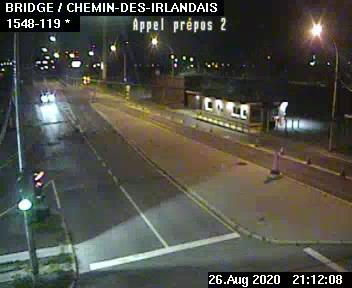 BRIDGE / CHEMIN-DES-IRLANDAIS
1548-119 *
Appel prépos 2
26.Aug 2020 21:12:08